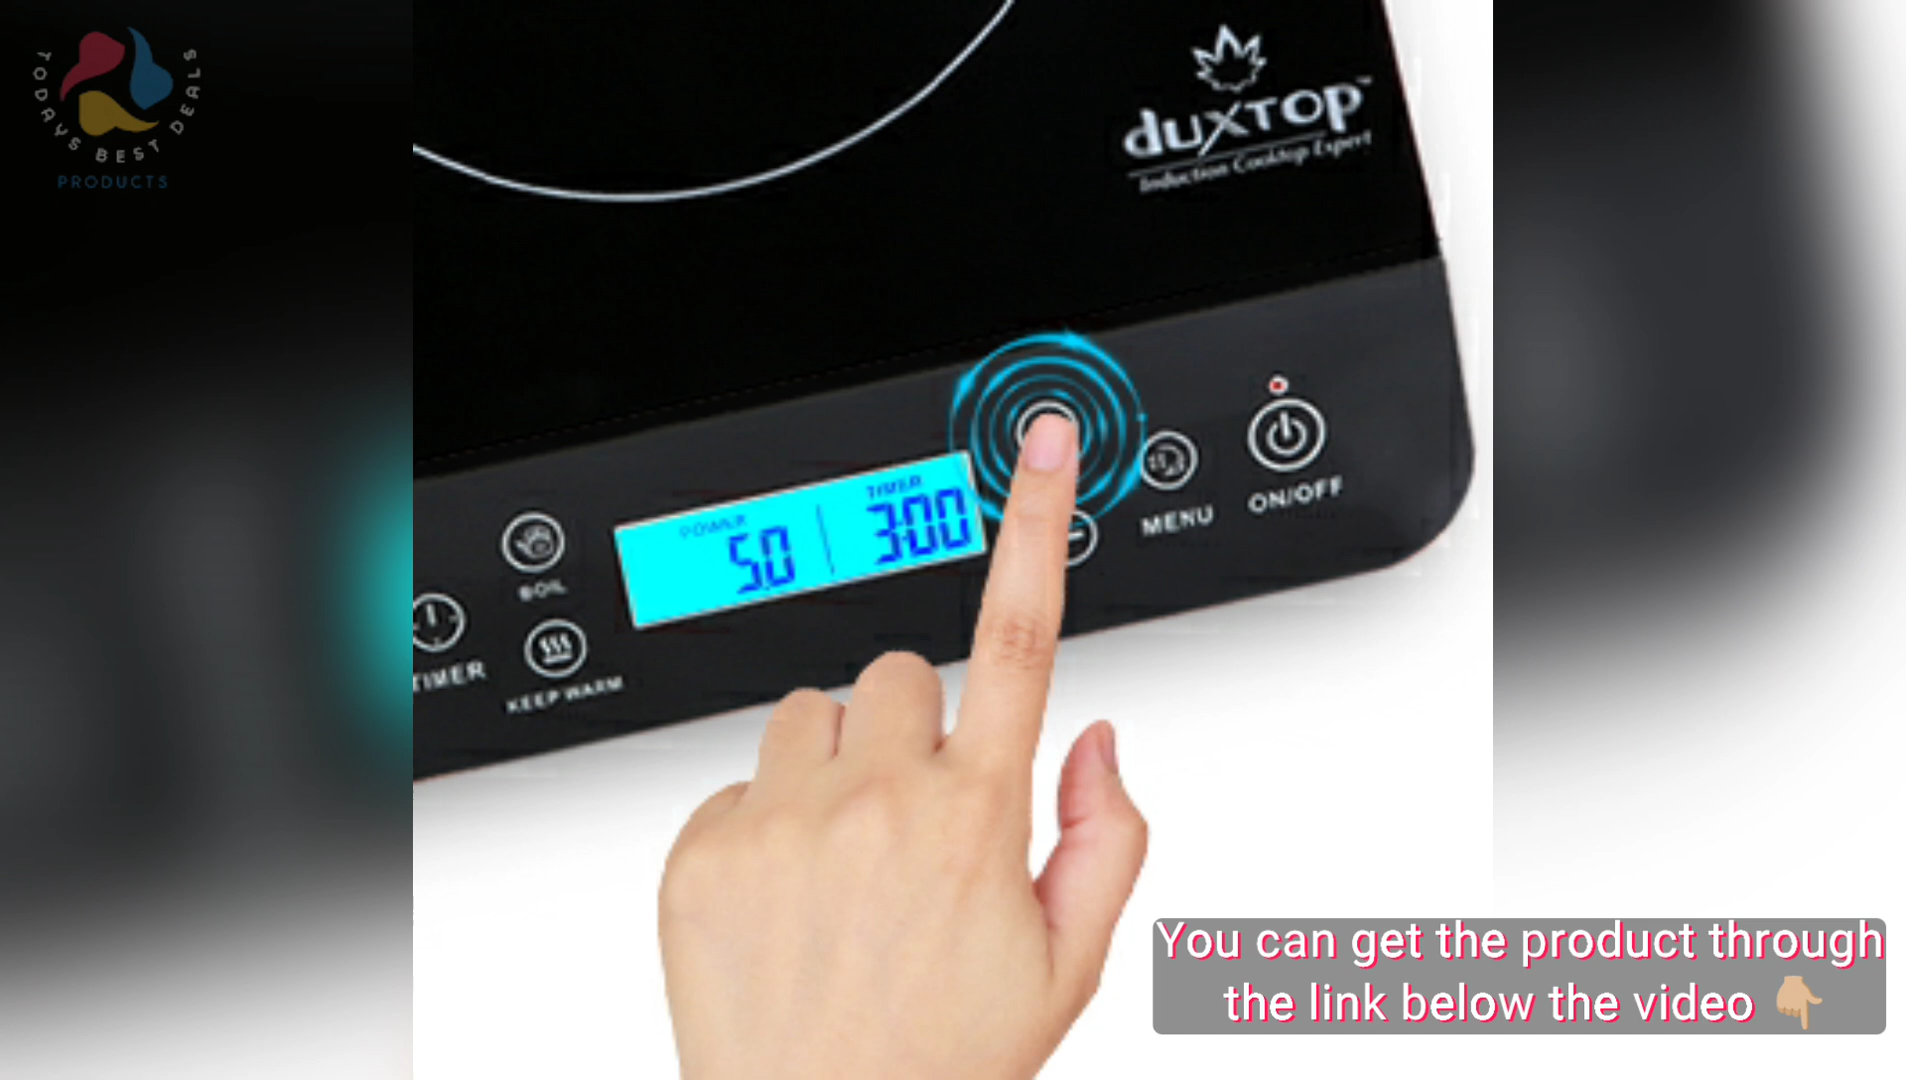 TODAYS BEST DEALS
PRODUCTS
duxtop™
Induction Cooktop Expert
TIMER
POWER
5.0
3:00
MENU
ON/OFF
BOIL
TIMER
KEEP WARM
You can get the product through
the link below the video 👇🏼